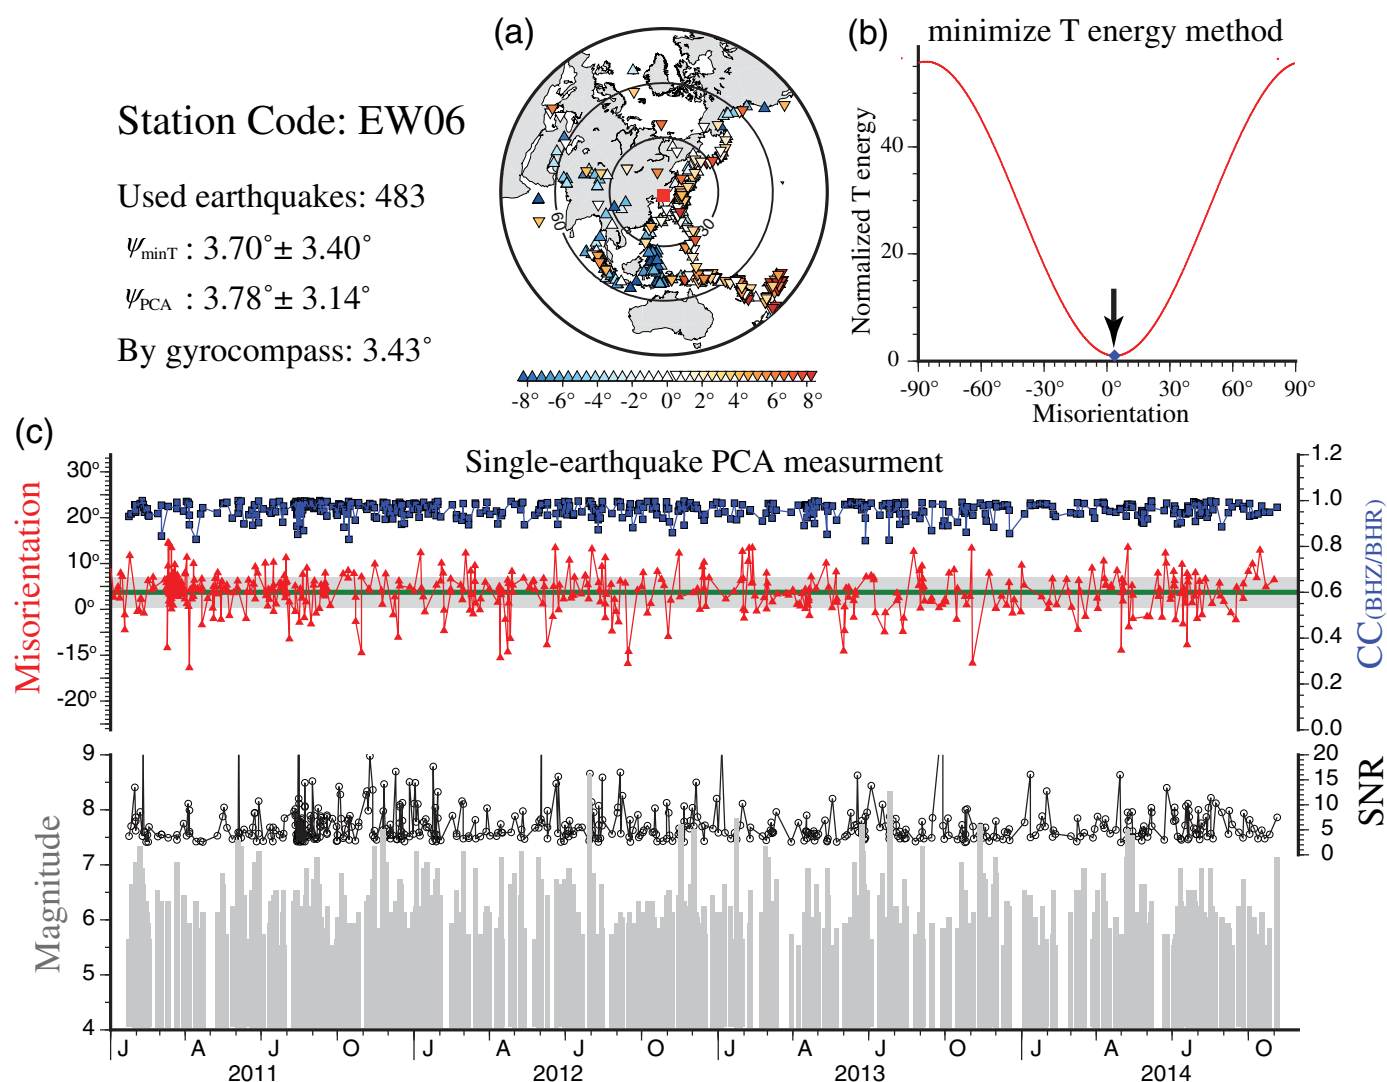 Station Code: EW06
Used earthquakes: 483
ψminT : 3.70°± 3.40°
ψPCA : 3.78°± 3.14°
By gyrocompass: 3.43°
(a)
60
30
-8° -6° -4° -2° 0° 2° 4° 6° 8°
(b)
minimize T energy method
Normalized T energy
40
20
0
-90° -60° -30° 0° 30° 60° 90°
Misorientation
(c)
Single-earthquake PCA measurment
Misorientation
30°
20°
10°
0°
-15°
-20°
1.2
1.0
0.8
0.6
0.4
0.2
0.0
CC(BHZ/BHR)
Magnitude
9
8
7
6
5
4
20
15
10
5
0
SNR
J A J O J A J O J A J O J A J O
2011 2012 2013 2014